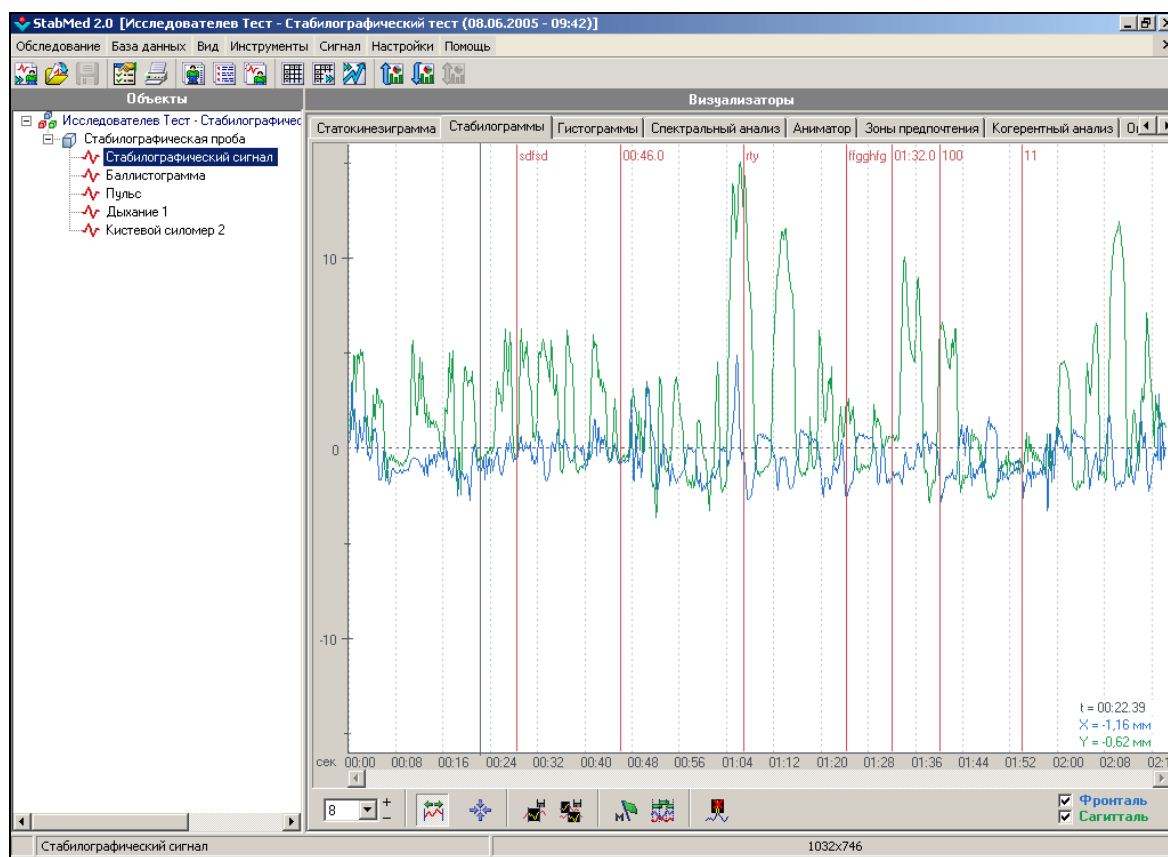 StabMed 2.0 [Исследователев Тест - Стабилографический тест (08.06.2005 - 09:42)]
Обследование База данных Вид Инструменты Сигнал Настройки Помощь
Объекты
Исследователев Тест - Стабилографичес
Стабилографическая проба
Стабилографический сигнал
Баллистограмма
Пульс
Дыхание 1
Кистевой силомер 2
Визуализаторы
Статокинезиграмма Стабилограммы Гистограммы Спектральный анализ Аниматор Зоны предпочтения Когерентный анализ
sdfsd 00:46.0 rty ffgghfg 01:32.0 100 11
10
0
-10
t = 00:22.39
X = -1,16 мм
Y = -0,62 мм
сек 00:00 00:08 00:16 00:24 00:32 00:40 00:48 00:56 01:04 01:12 01:20 01:28 01:36 01:44 01:52 02:00 02:08 02:1
8 + −
М
Фронталь
Сагитталь
Стабилографический сигнал 1032x746